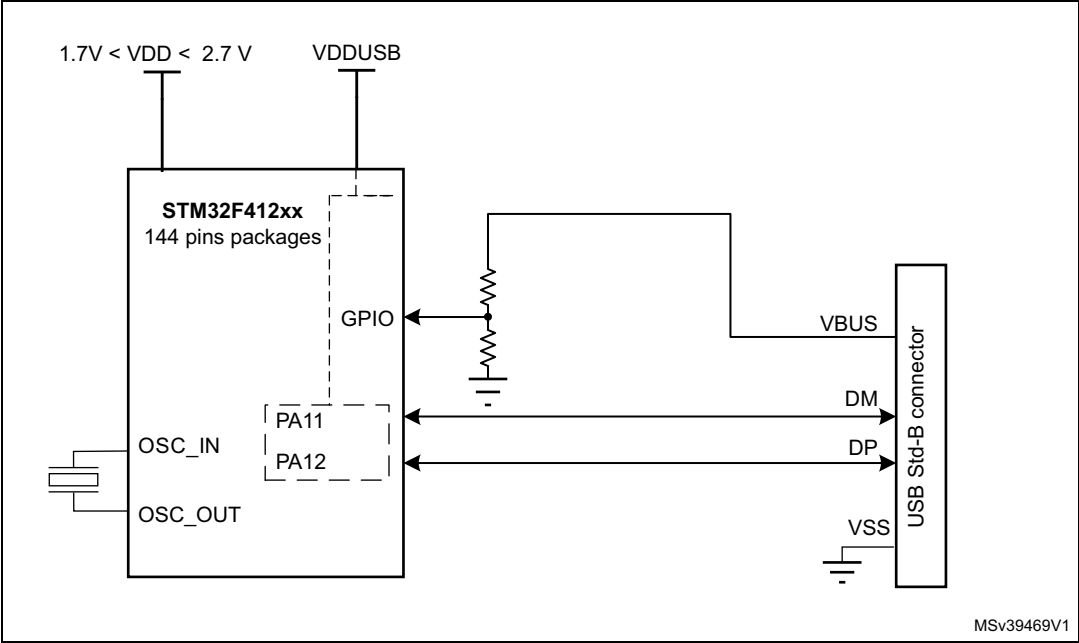 1.7V < VDD < 2.7 V
VDDUSB
STM32F412xx
144 pins packages
GPIO
VBUS
PA11
DM
OSC_IN
PA12
DP
OSC_OUT
VSS
USB Std-B connector
MSv39469V1